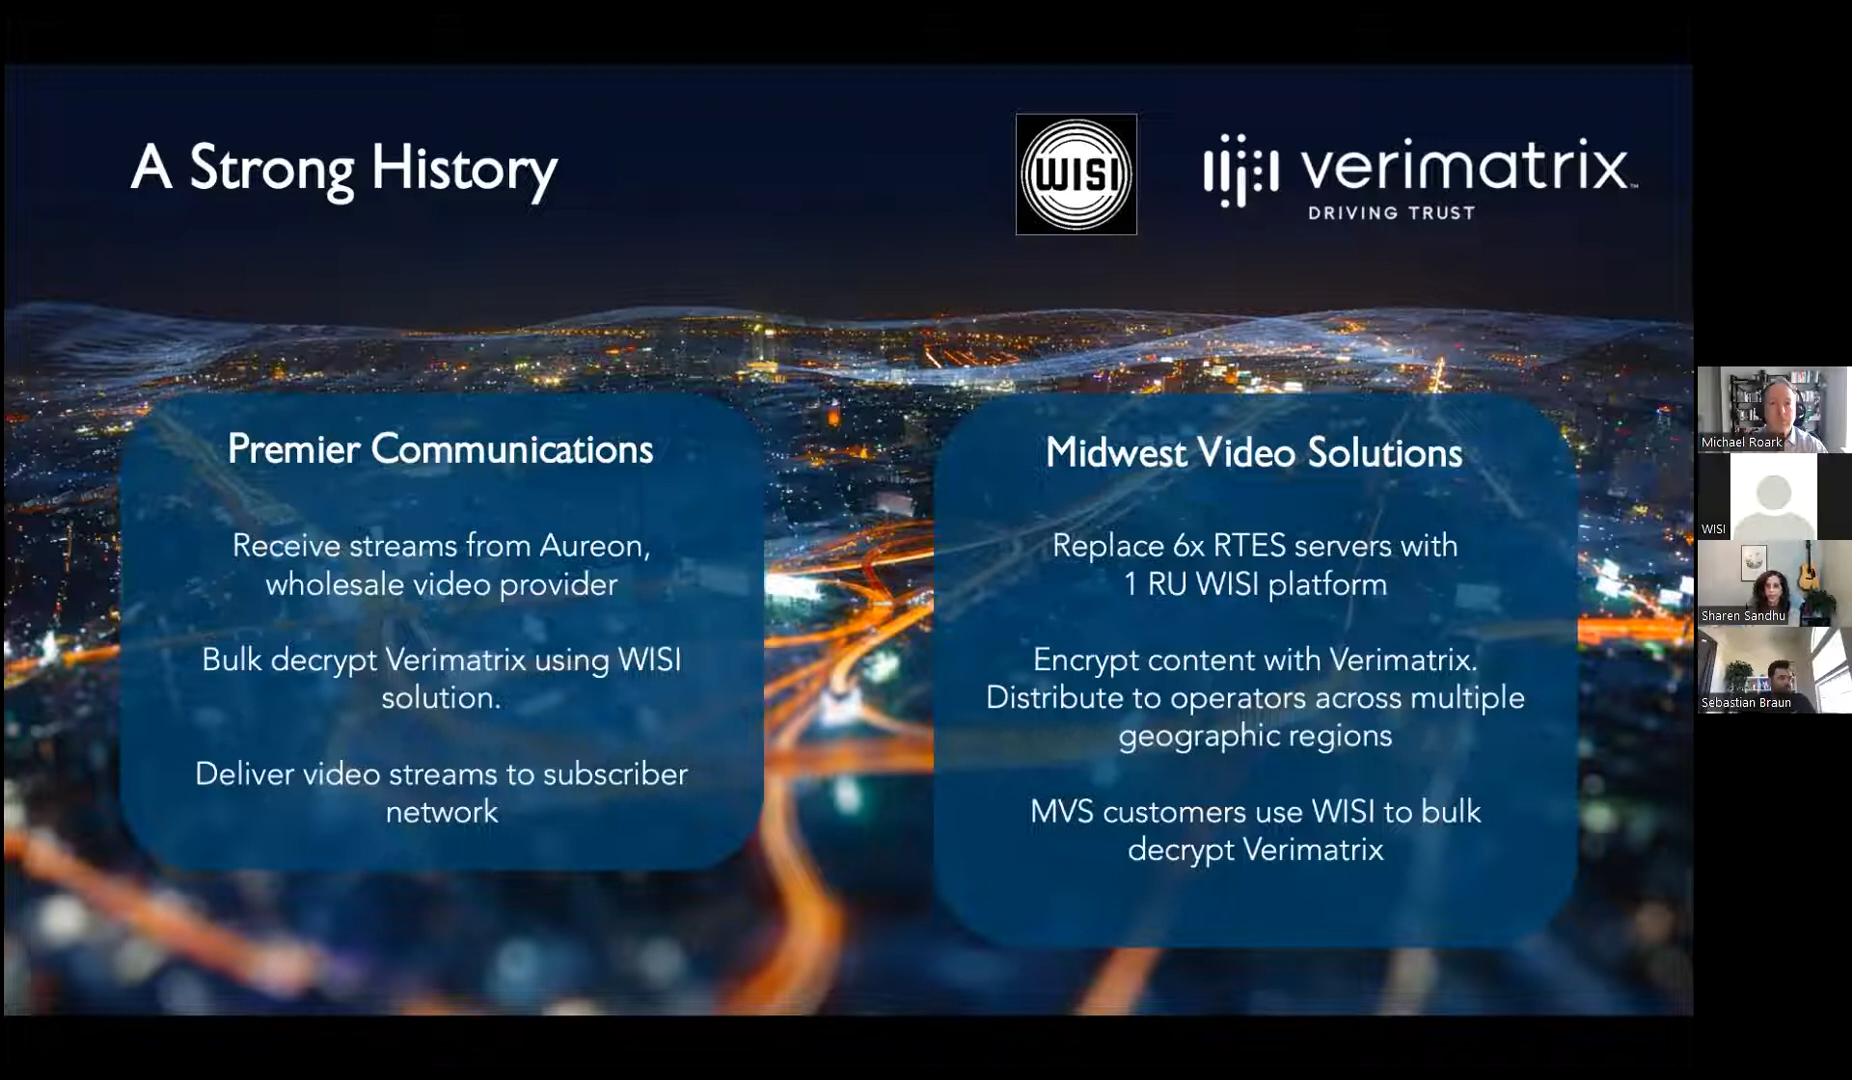 A Strong History
WISI
verimatrix™
DRIVING TRUST
Premier Communications
Receive streams from Aureon,
wholesale video provider
Bulk decrypt Verimatrix using WISI
solution.
Deliver video streams to subscriber
network
Midwest Video Solutions
Replace 6x RTES servers with
1 RU WISI platform
Encrypt content with Verimatrix.
Distribute to operators across multiple
geographic regions
MVS customers use WISI to bulk
decrypt Verimatrix
Michael Roark
WISI
Sharen Sandhu
Sebastian Braun